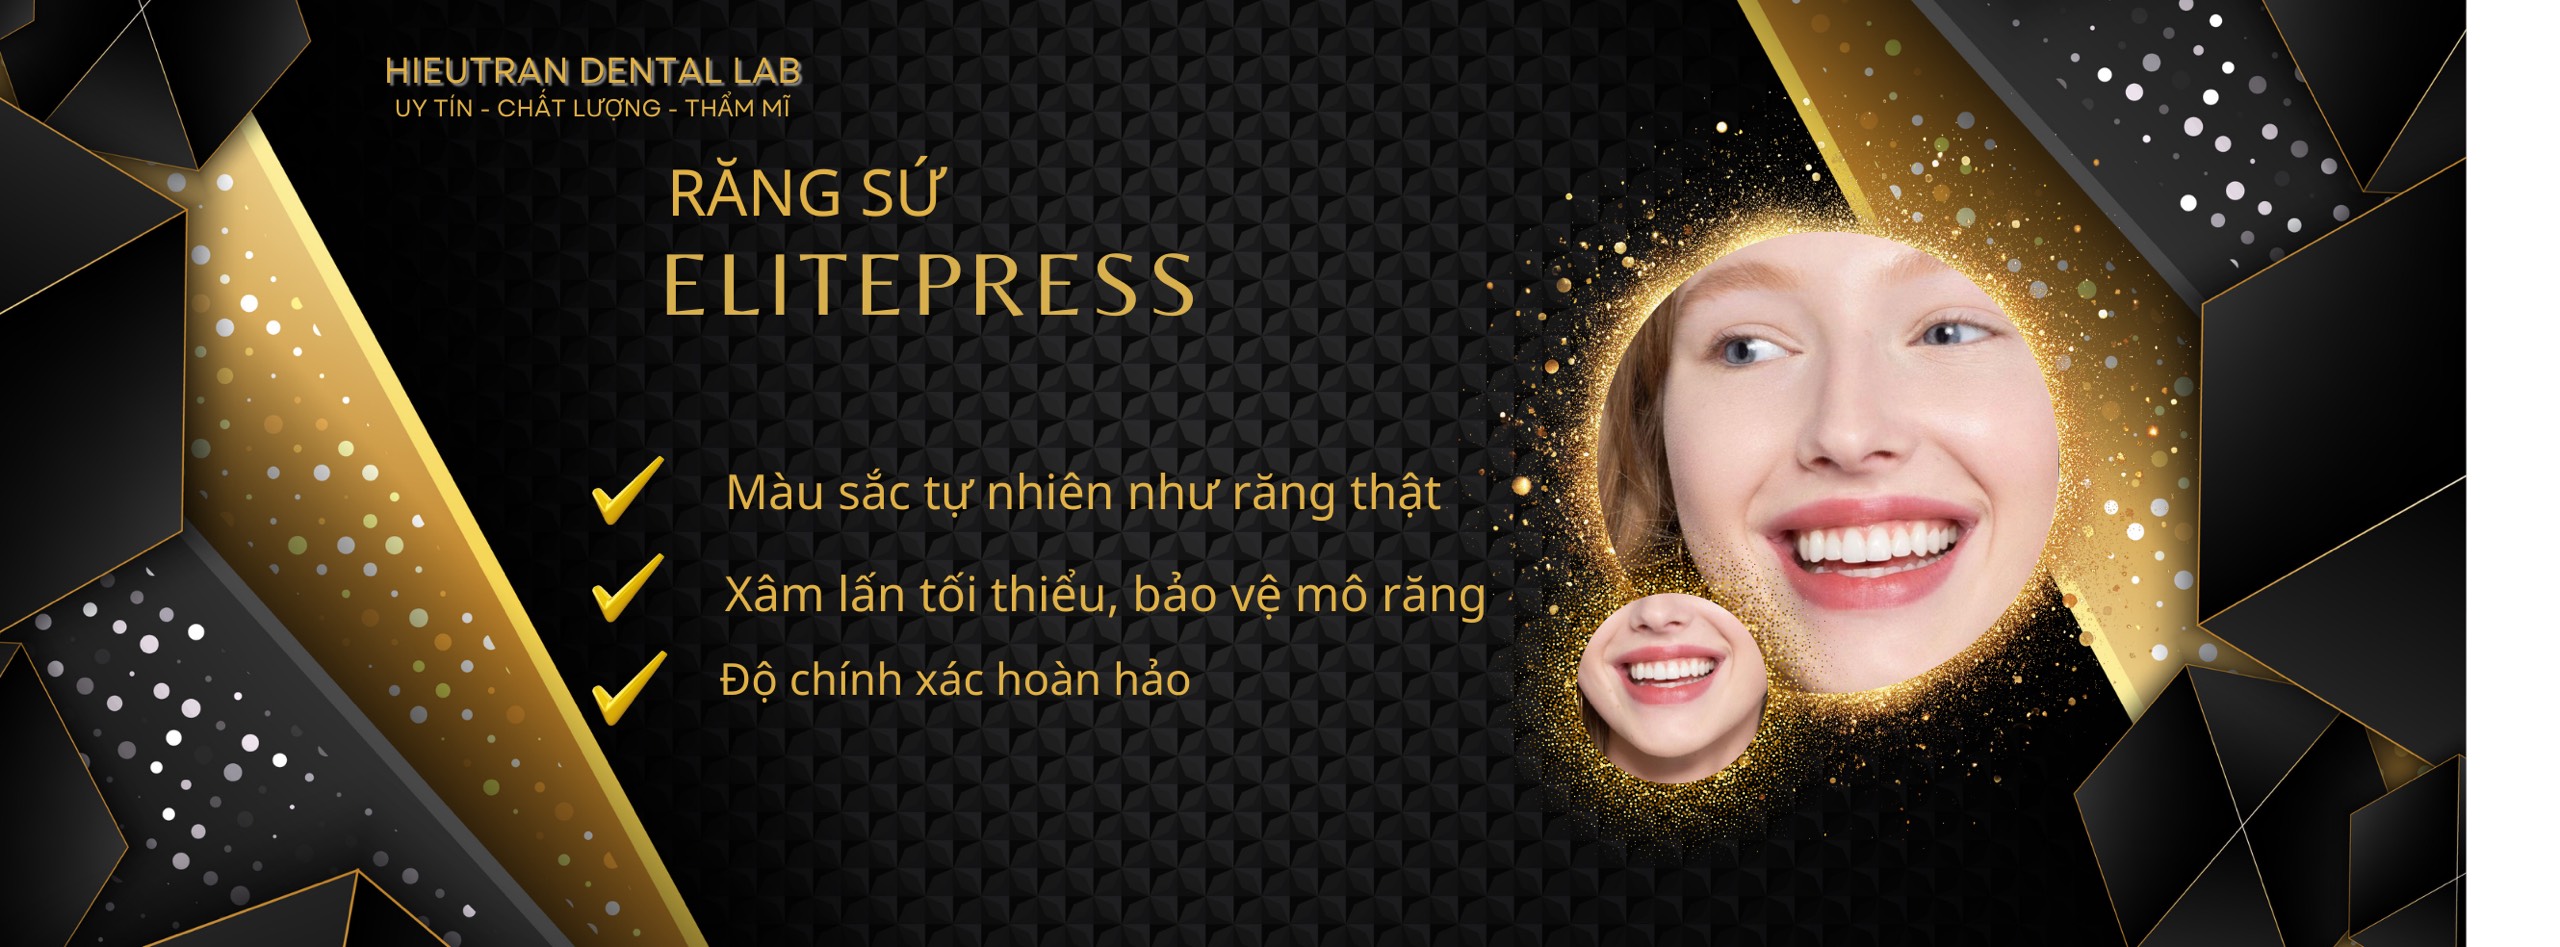 HIEUTRAN DENTAL LAB
UY TÍN - CHẤT LƯỢNG - THẨM MĨ
RĂNG SỨ
ELITEPRESS
Màu sắc tự nhiên như răng thật
Xâm lấn tối thiểu, bảo vệ mô răng
Độ chính xác hoàn hảo